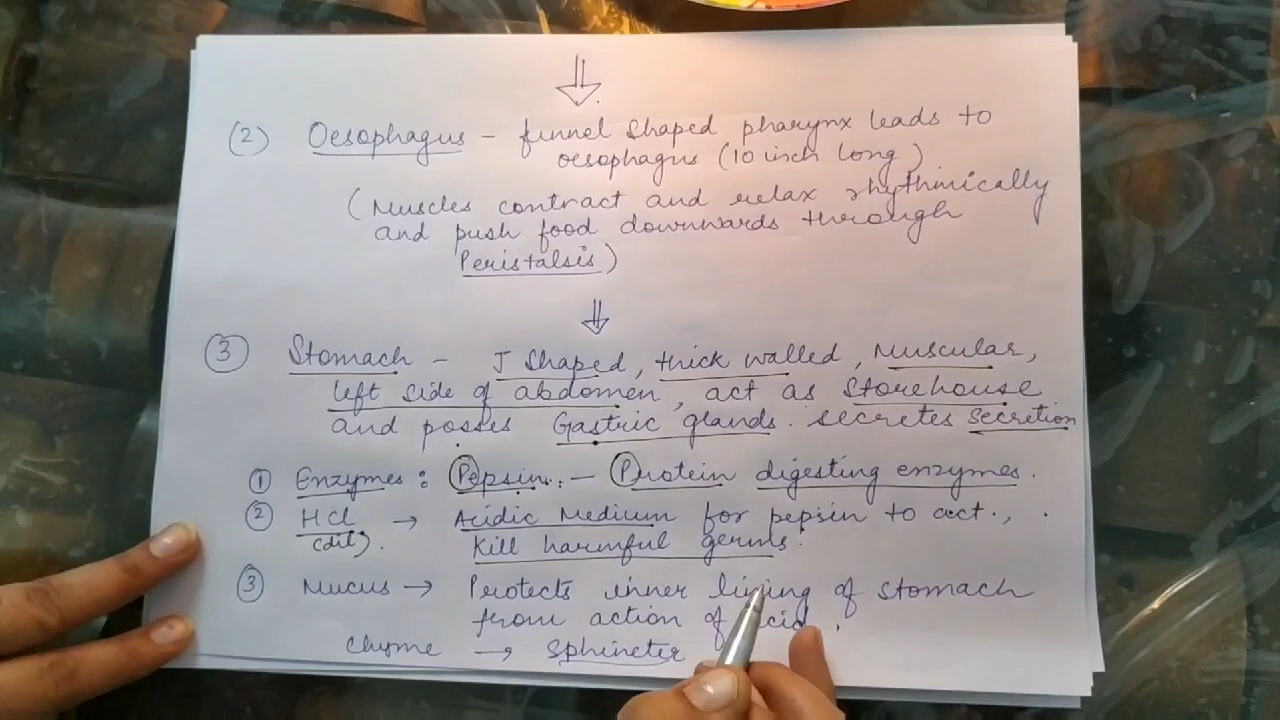 (2) Oesophagus - funnel shaped pharynx leads to
oesophagus (10 inch long)
(Muscles contract and relax rhythmically
and push food downwards through
Peristalsis)
(3) Stomach - J shaped, thick walled, Muscular,
left side of abdomen, act as Storehouse
and posses Gastric glands. secretes secretion
(1) Enzymes : Pepsin. - Protein digesting enzymes.
(2) HCl → Acidic Medium for pepsin to act.,
(dil). Kill harmful germs.
(3) Mucus → Protects inner lining of stomach
from action of acid.
Chyme → Sphincter